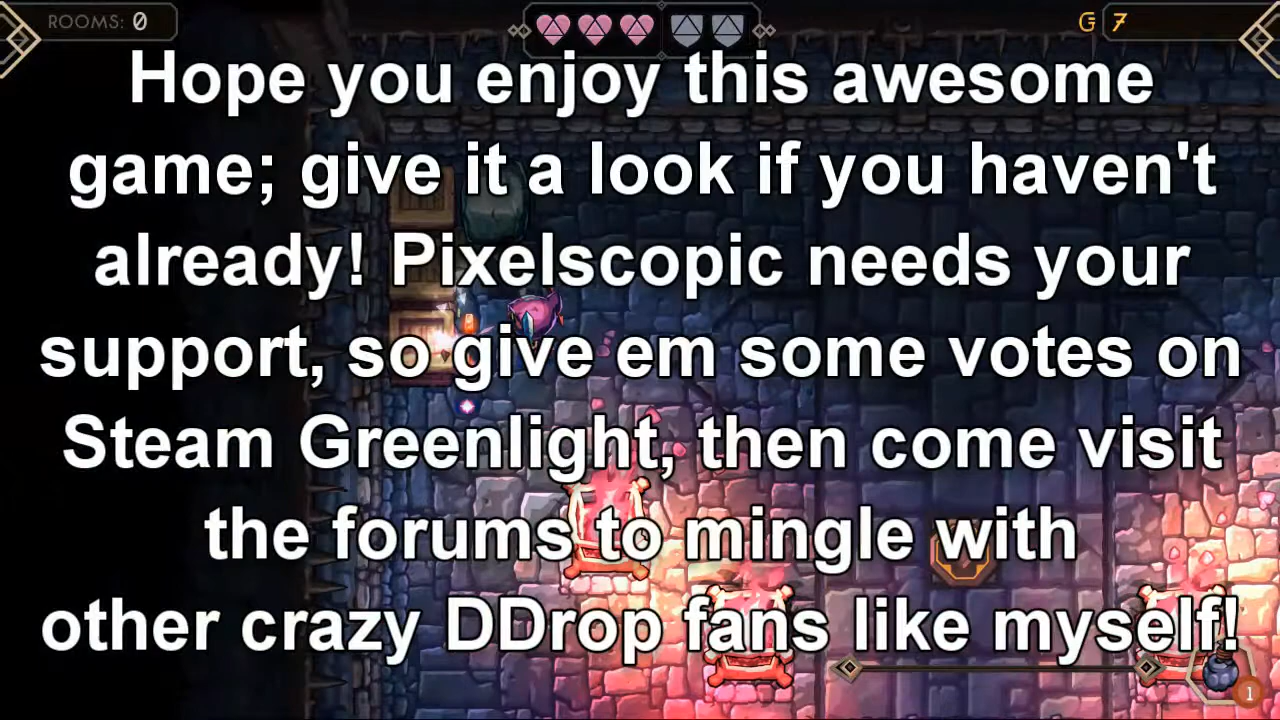 ROOMS: 0
G 7
Hope you enjoy this awesome
game; give it a look if you haven't
already! Pixelscopic needs your
support, so give em some votes on
Steam Greenlight, then come visit
the forums to mingle with
other crazy DDrop fans like myself!
1